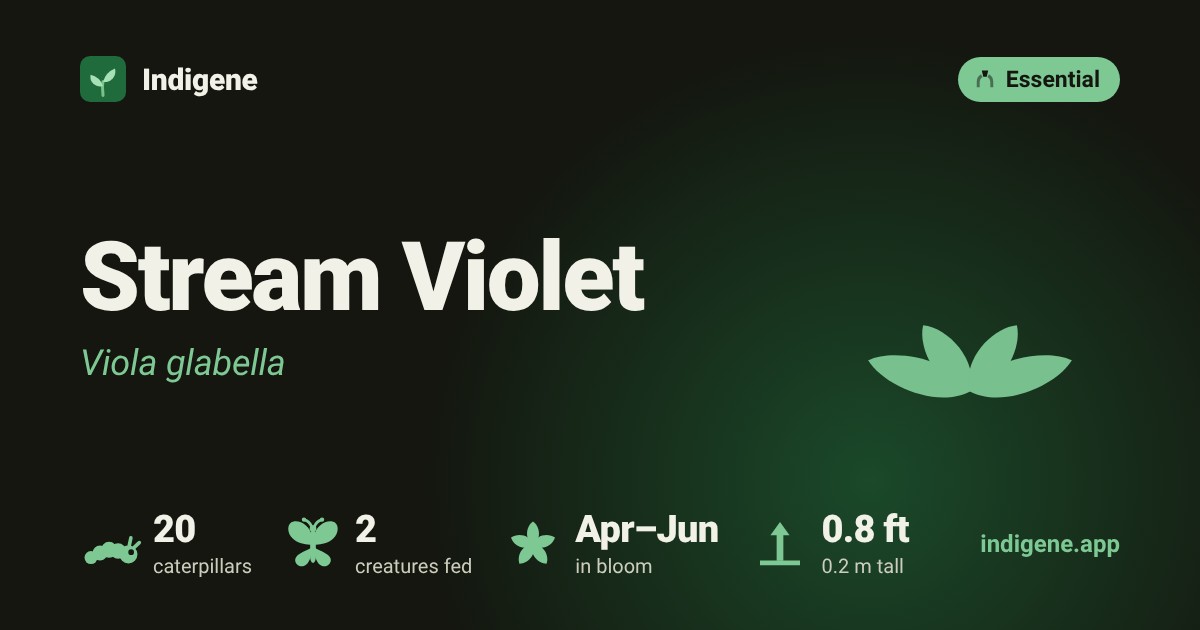 Indigene
Essential
Stream Violet
Viola glabella
20
caterpillars
2
creatures fed
Apr–Jun
in bloom
0.8 ft
0.2 m tall
indigene.app